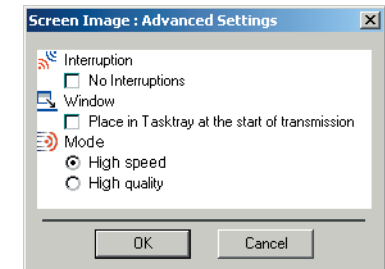 Screen Image : Advanced Settings
Interruption
No Interruptions
Window
Place in Tasktray at the start of transmission
Mode
High speed
High quality
OK Cancel